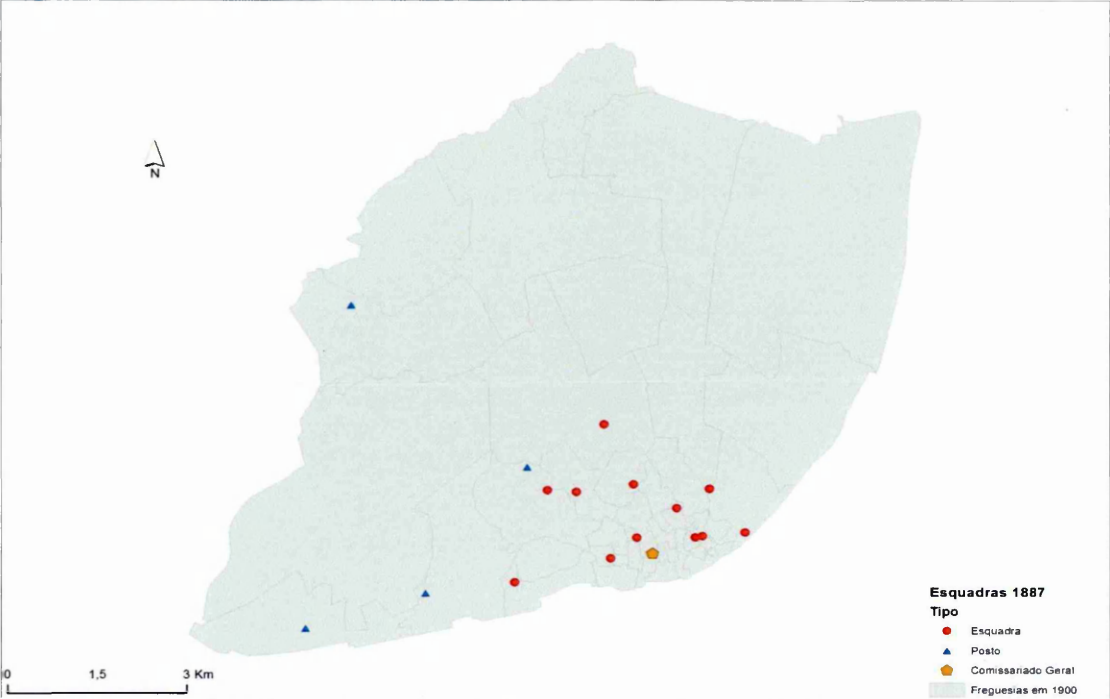 N
Esquadras 1887
Tipo
Esquadra
Posto
Comissariado Geral
Freguesias em 1900
0 1,5 3 Km